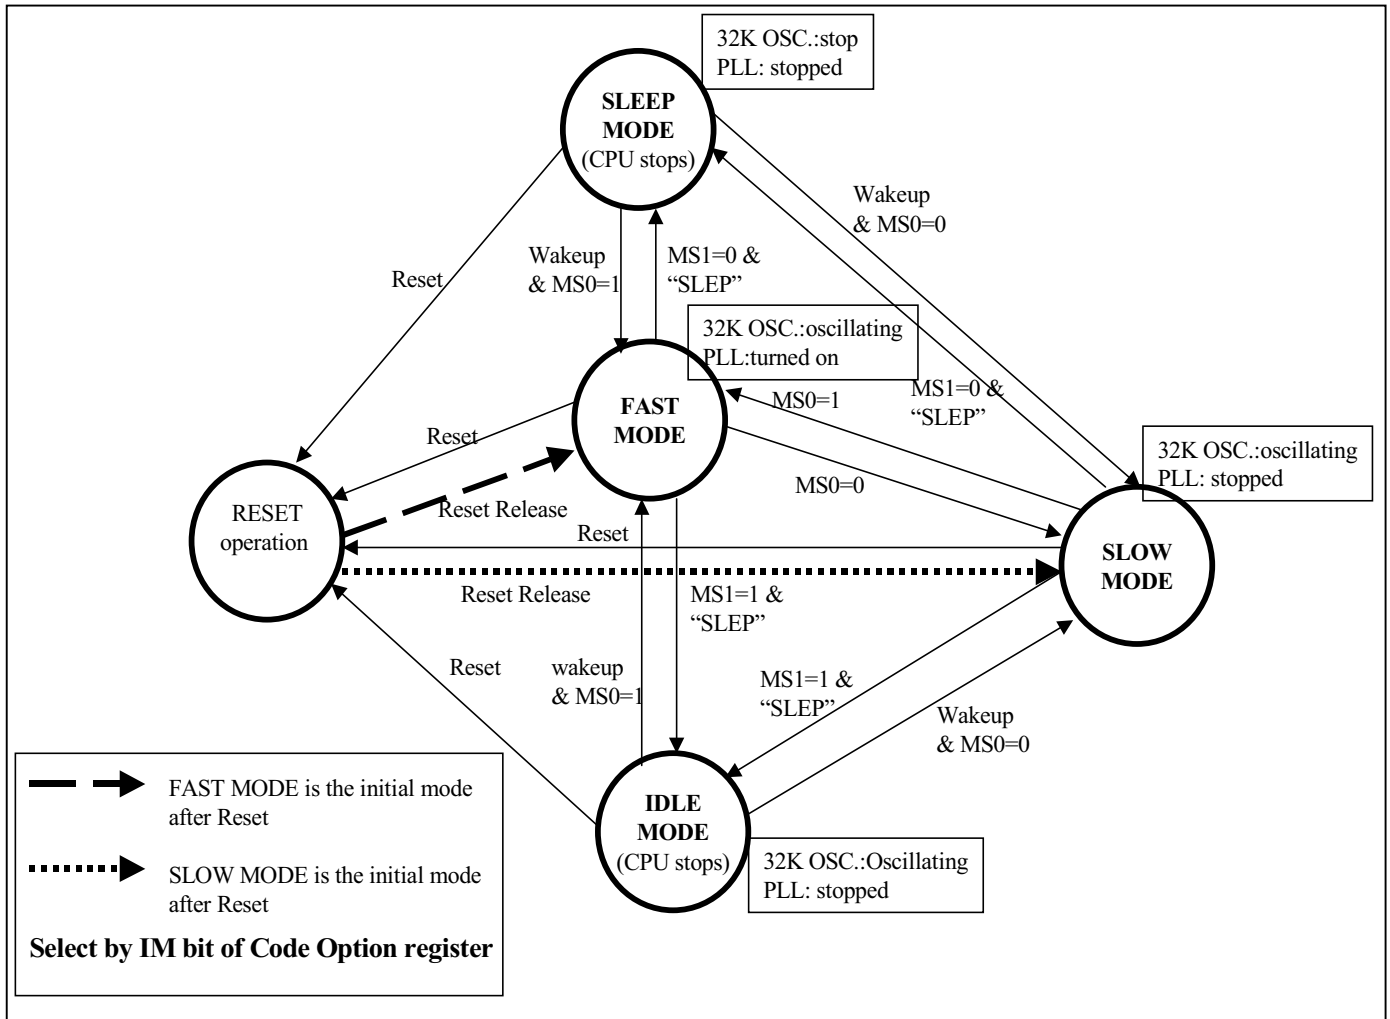 32K OSC.:stop
PLL: stopped
SLEEP
MODE
(CPU stops)
Wakeup
& MS0=0
Wakeup
& MS0=1
MS1=0 &
“SLEP”
Reset
32K OSC.:oscillating
PLL:turned on
MS1=0 &
“SLEP”
MS0=1
FAST
MODE
Reset
32K OSC.:oscillating
PLL: stopped
MS0=0
RESET
operation
Reset Release
Reset
SLOW
MODE
Reset Release
MS1=1 &
“SLEP”
Reset
wakeup
& MS0=1
MS1=1 &
“SLEP”
Wakeup
& MS0=0
IDLE
MODE
(CPU stops)
32K OSC.:Oscillating
PLL: stopped
FAST MODE is the initial mode
after Reset
SLOW MODE is the initial mode
after Reset
Select by IM bit of Code Option register